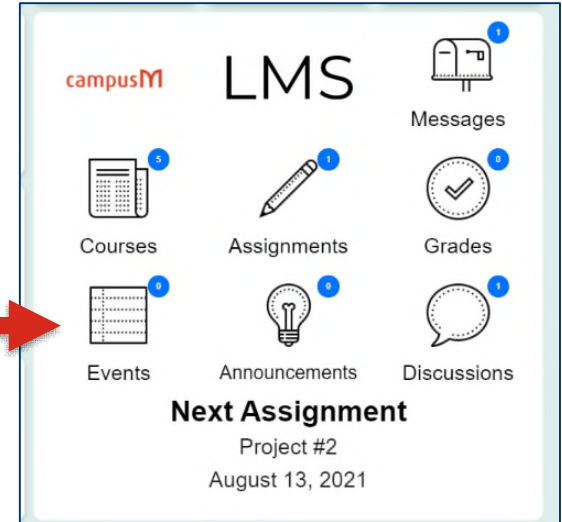 1
campusM LMS
Messages
5 1 0
Courses Assignments Grades
0 0 1
Events Announcements Discussions
Next Assignment
Project #2
August 13, 2021